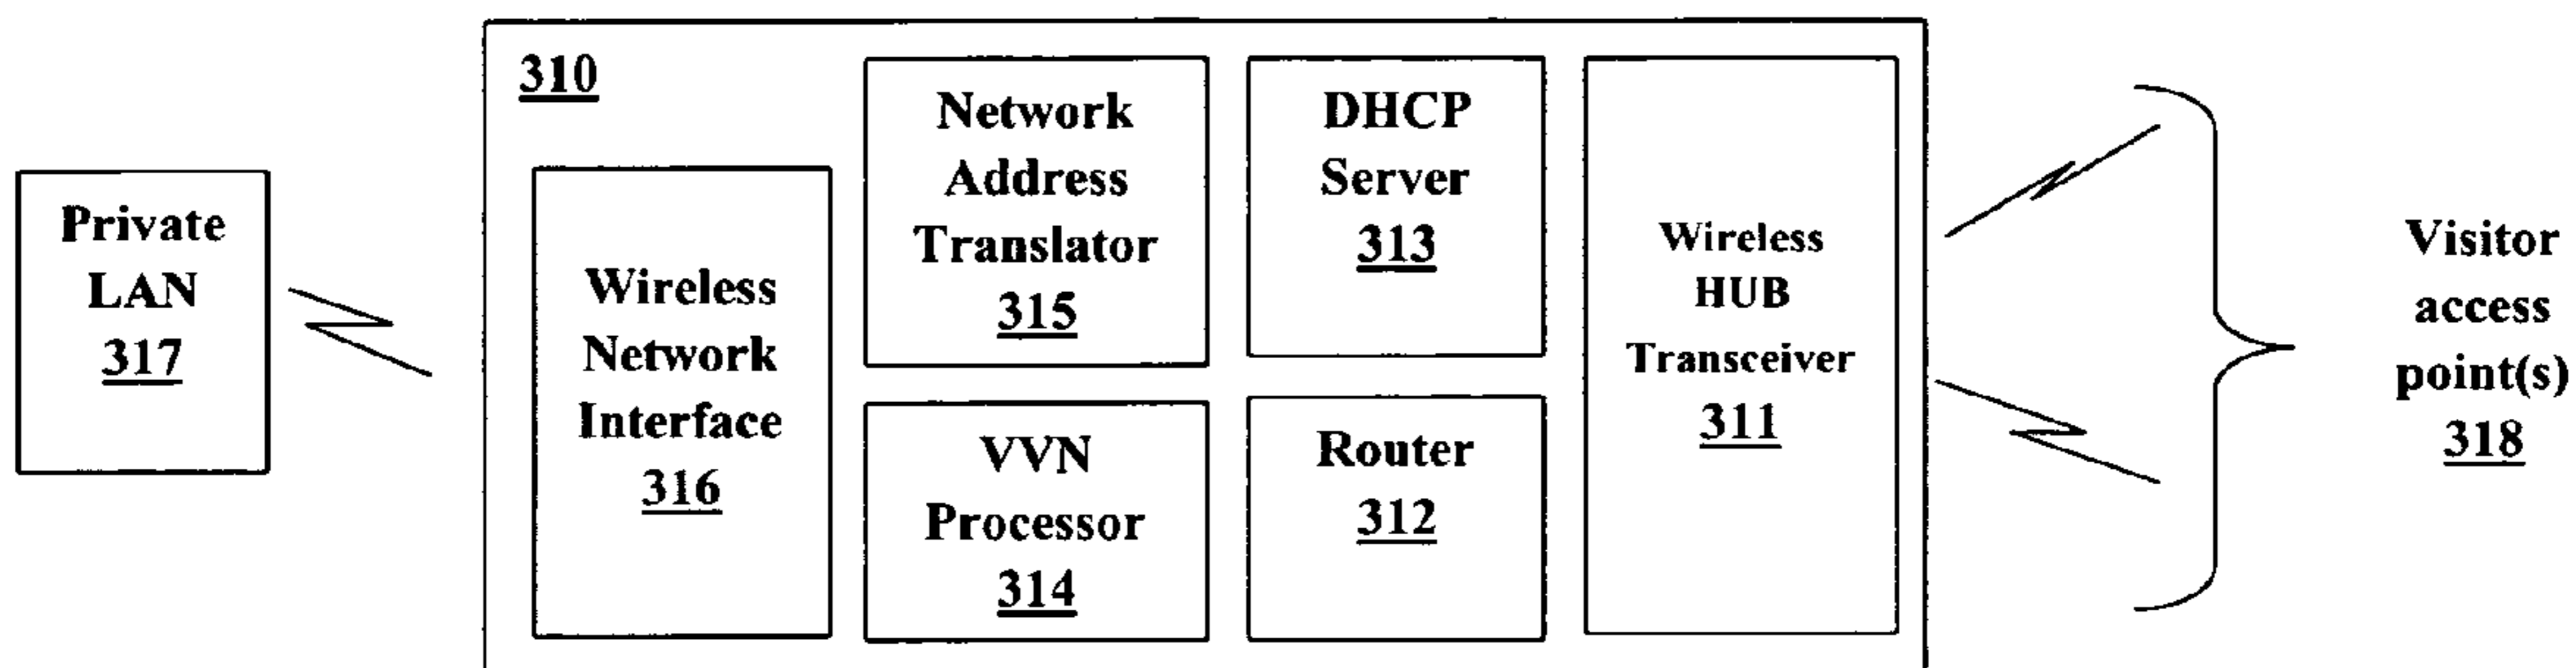 Private
LAN
317
310
Wireless
Network
Interface
316
Network
Address
Translator
315
VVN
Processor
314
DHCP
Server
313
Router
312
Wireless
HUB
Transceiver
311
Visitor
access
point(s)
318